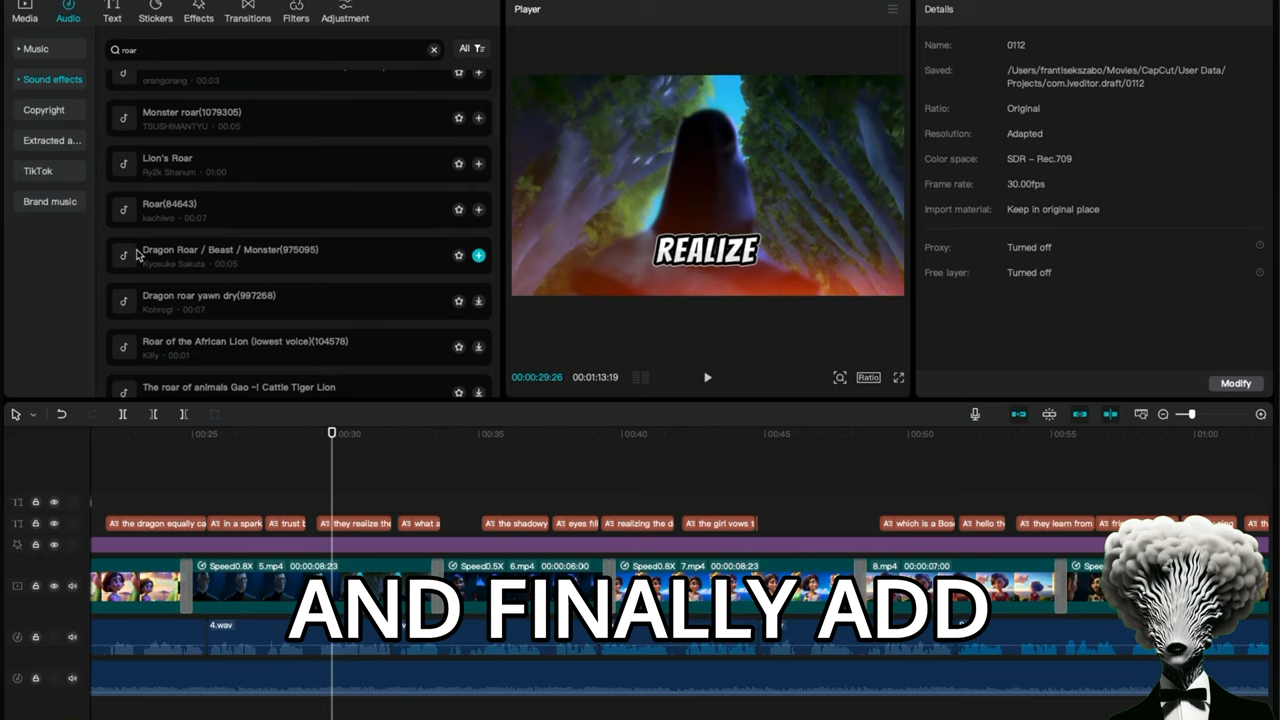 Media Audio Text Stickers Effects Transitions Filters Adjustment
Player
Details
Music
Sound effects
Copyright
Extracted a...
TikTok
Brand music
roar
All
orangorang · 00:03
Monster roar(1079305)
TSUSHIMANTYU · 00:05
Lion's Roar
Ry2k Shanum · 01:00
Roar(84643)
kachiwo · 00:07
Dragon Roar / Beast / Monster(975095)
Kyosuke Sakuta · 00:05
Dragon roar yawn dry(997268)
Kohrogi · 00:07
Roar of the African Lion (lowest voice)(104578)
Killy · 00:01
The roar of animals Gao ~! Cattle Tiger Lion
REALIZE
00:00:29:26 00:01:13:19
Ratio
Name: 0112
Saved: /Users/frantisekszabo/Movies/CapCut/User Data/
Projects/com.lveditor.draft/0112
Ratio: Original
Resolution: Adapted
Color space: SDR – Rec.709
Frame rate: 30.00fps
Import material: Keep in original place
Proxy: Turned off
Free layer: Turned off
Modify
00:25 00:30 00:35 00:40 00:45 00:50 00:55 01:00
the dragon equally ca in a spark trust they realize the what a the shadowy eyes fil realizing the d the girl vows t which is a Bos hello th they learn from
Speed0.8X 5.mp4 00:00:08:23 Speed0.5X 6.mp4 00:00:06:00 Speed0.8X 7.mp4 00:00:08:23 8.mp4 00:00:07:00 Spee
AND FINALLY ADD
4.wav